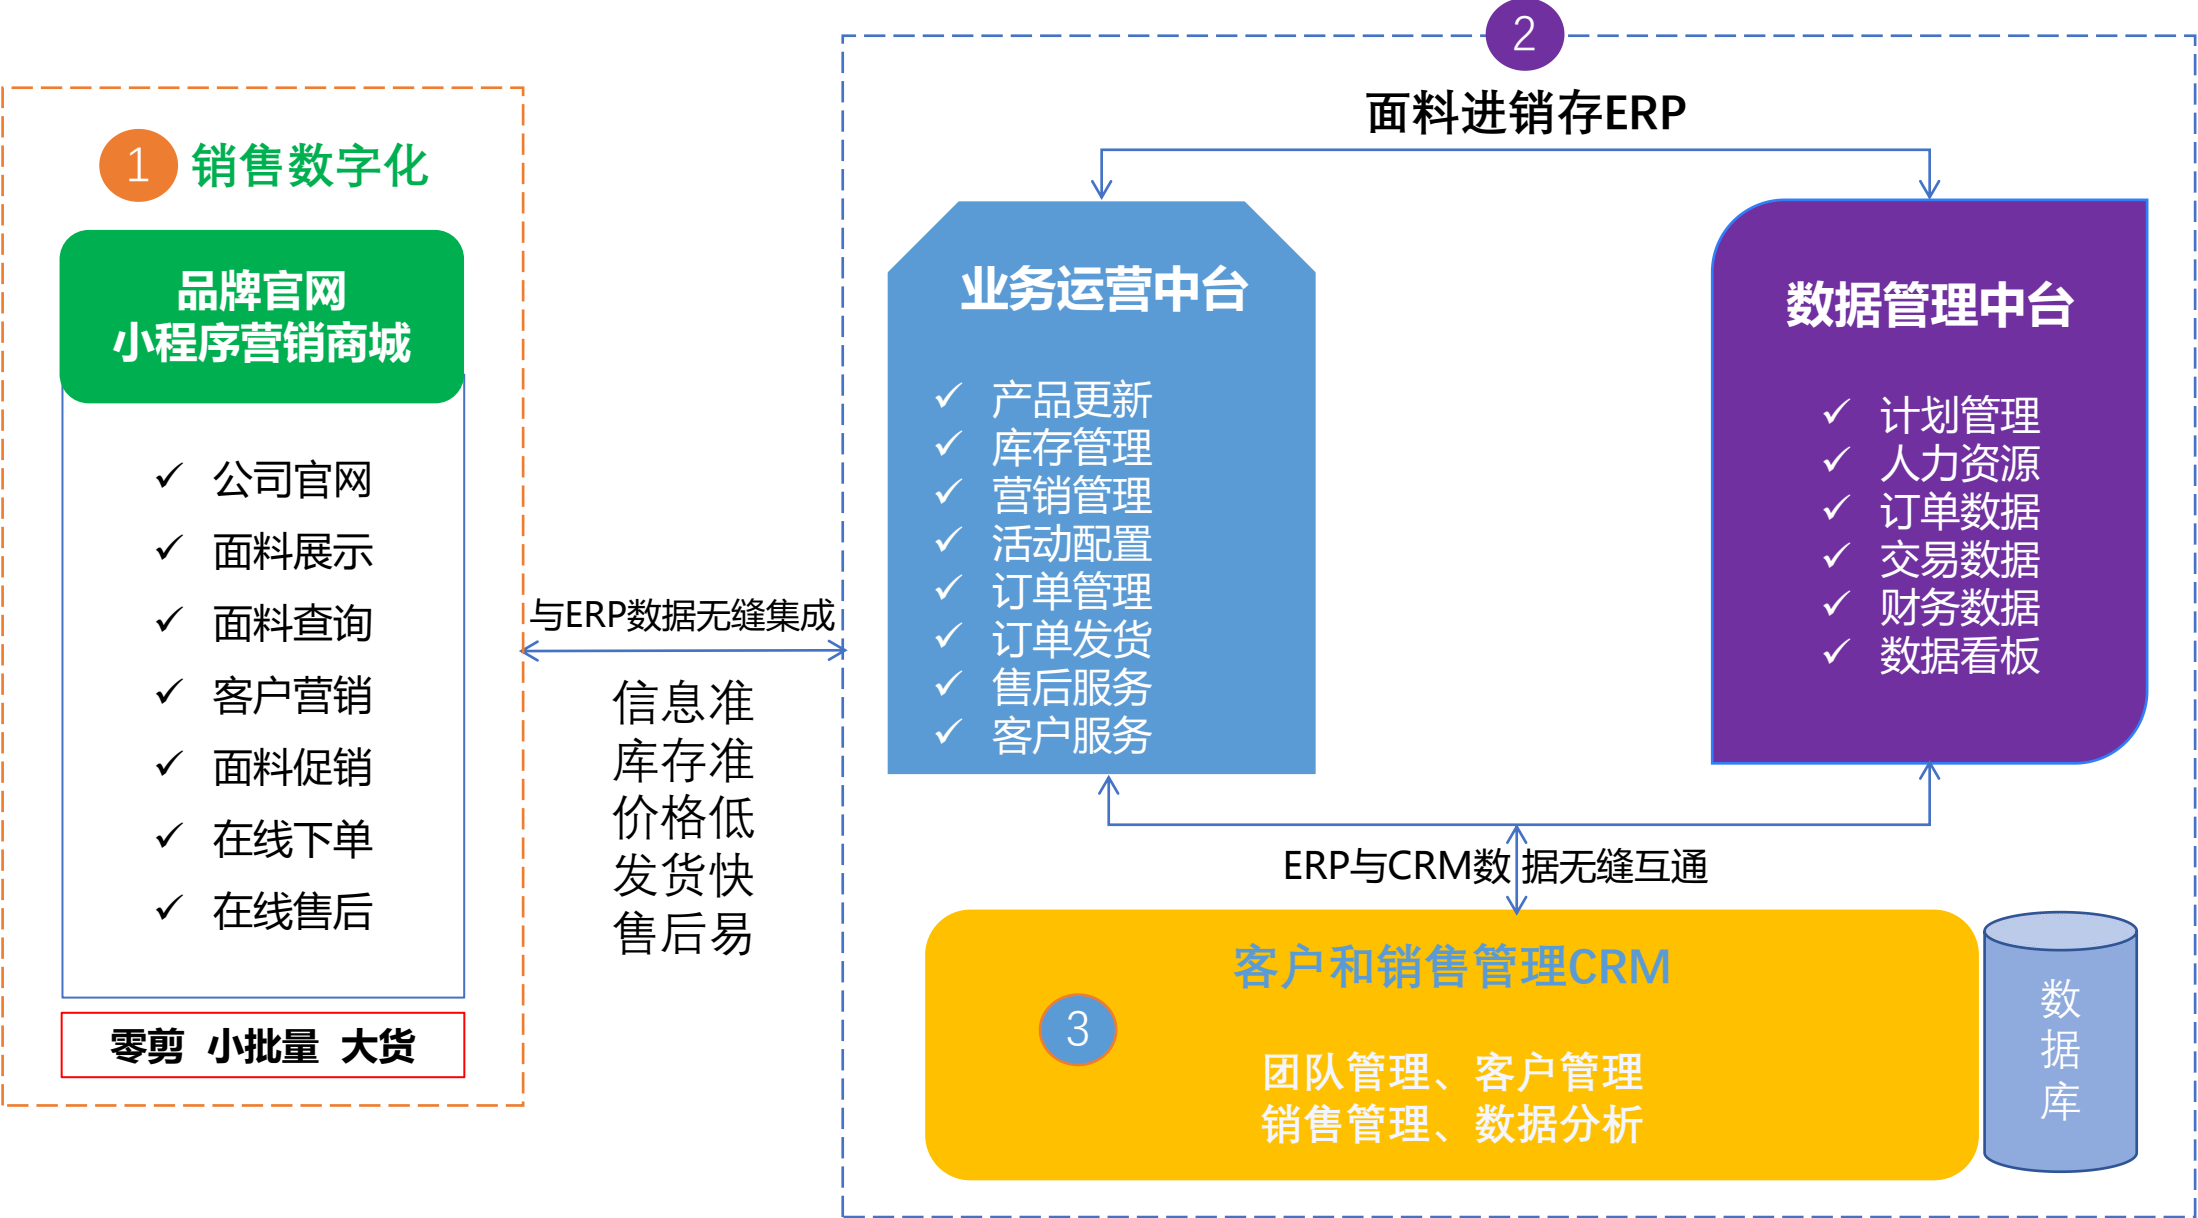 1 销售数字化
品牌官网
小程序营销商城
✓ 公司官网
✓ 面料展示
✓ 面料查询
✓ 客户营销
✓ 面料促销
✓ 在线下单
✓ 在线售后
零剪 小批量 大货
与ERP数据无缝集成
信息准
库存准
价格低
发货快
售后易
2
面料进销存ERP
业务运营中台
✓ 产品更新
✓ 库存管理
✓ 营销管理
✓ 活动配置
✓ 订单管理
✓ 订单发货
✓ 售后服务
✓ 客户服务
数据管理中台
✓ 计划管理
✓ 人力资源
✓ 订单数据
✓ 交易数据
✓ 财务数据
✓ 数据看板
ERP与CRM数据无缝互通
客户和销售管理CRM
3
团队管理、客户管理
销售管理、数据分析
数
据
库